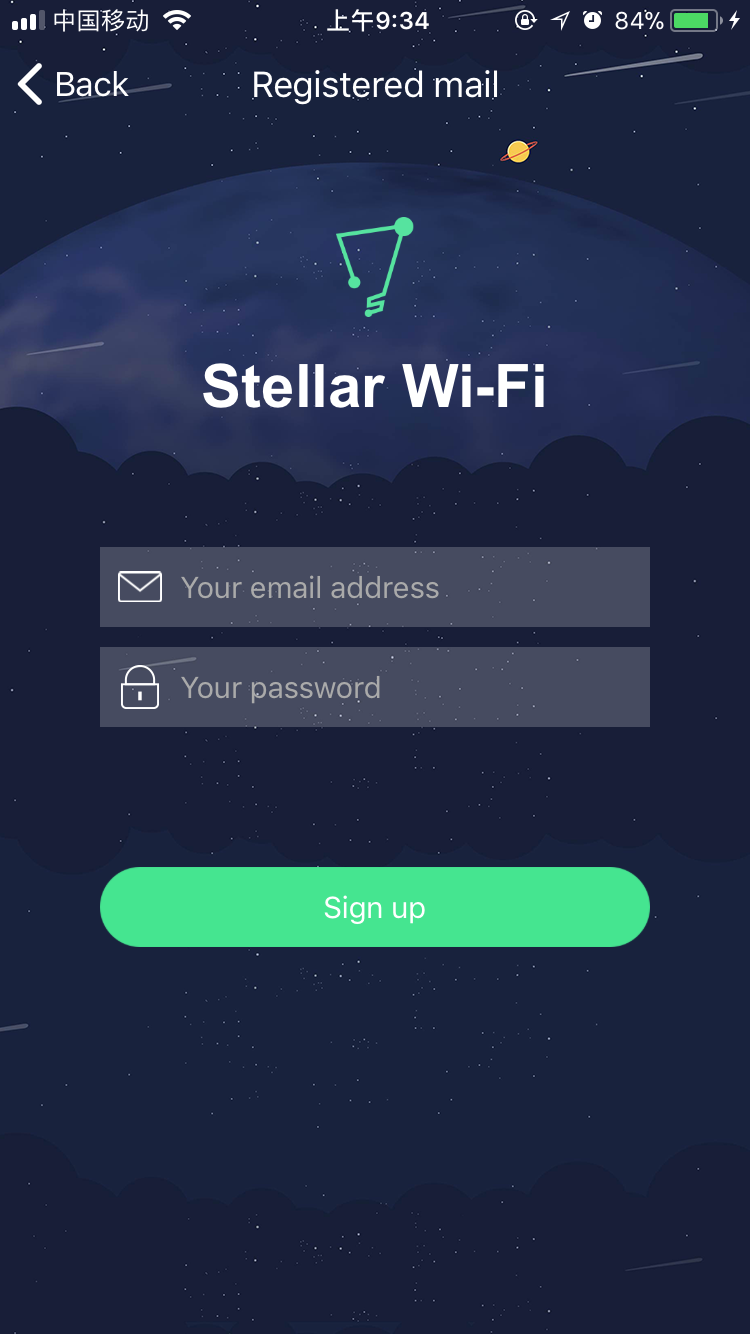 中国移动 上午9:34 84%
Back Registered mail
Stellar Wi-Fi
Your email address
Your password
Sign up